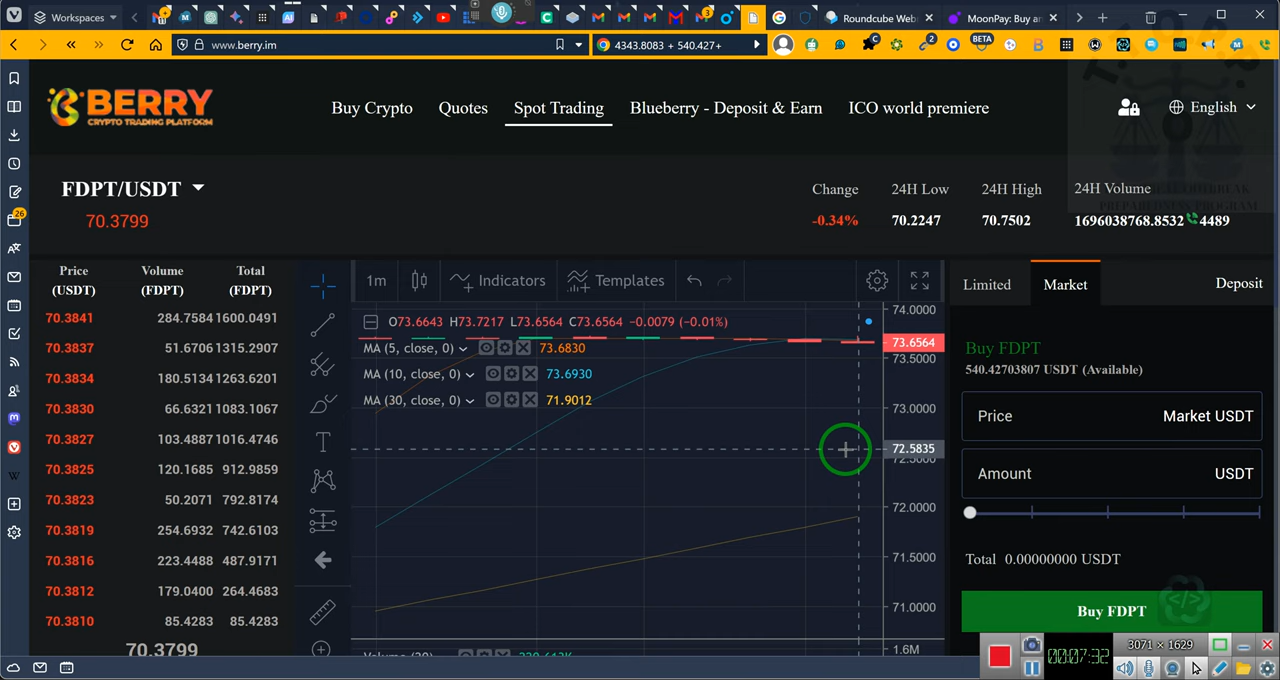 Workspaces
Roundcube Web
MoonPay: Buy a
www.berry.im
4343.8083 + 540.427+
BETA
BERRY
CRYPTO TRADING PLATFORM
Buy Crypto Quotes Spot Trading Blueberry - Deposit & Earn ICO world premiere
English
FDPT/USDT
70.3799
Change 24H Low 24H High 24H Volume
-0.34% 70.2247 70.7502 1696038768.8532 4489
PREPAREDNESS PROGRAM
26
Price Volume Total
(USDT) (FDPT) (FDPT)
70.3841 284.7584 1600.0491
70.3837 51.6706 1315.2907
70.3834 180.5134 1263.6201
70.3830 66.6321 1083.1067
70.3827 103.4887 1016.4746
70.3825 120.1685 912.9859
70.3823 50.2071 792.8174
70.3819 254.6932 742.6103
70.3816 223.4488 487.9171
70.3812 179.0400 264.4683
70.3810 85.4283 85.4283
70.3799
1m Indicators Templates
O73.6643 H73.7217 L73.6564 C73.6564 -0.0079 (-0.01%)
MA (5, close, 0) 73.6830
MA (10, close, 0) 73.6930
MA (30, close, 0) 71.9012
74.0000
73.6564
73.5000
73.0000
72.5835
72.5000
72.0000
71.5000
71.0000
1.6M
Limited Market Deposit
Buy FDPT
540.42703807 USDT (Available)
Price Market USDT
Amount USDT
Total 0.00000000 USDT
Buy FDPT
3071 × 1629
00:07:32